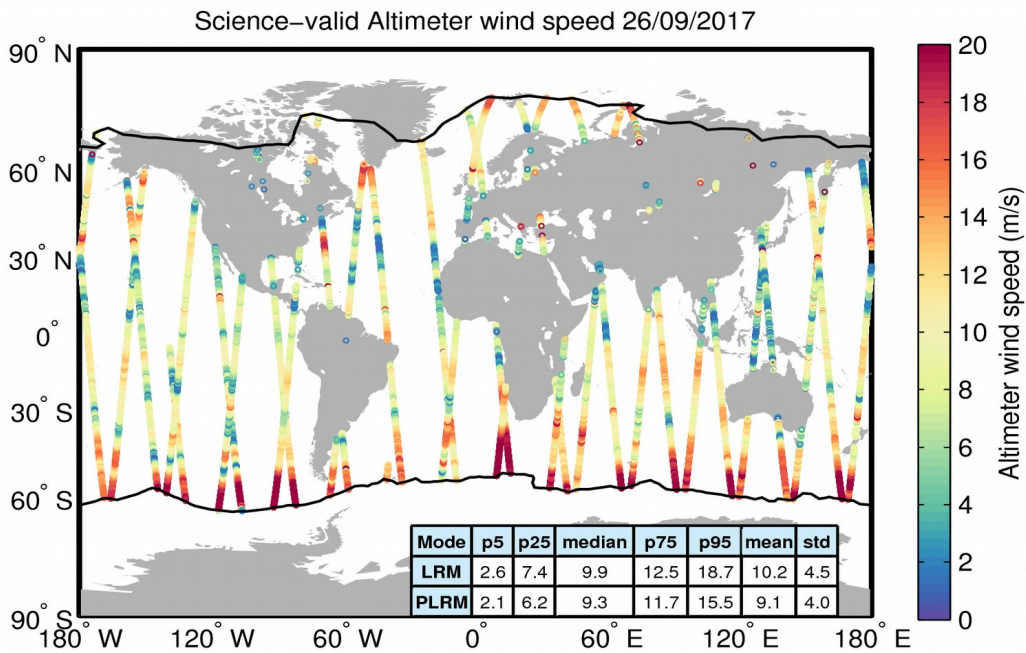 Science-valid Altimeter wind speed 26/09/2017
90° N
60° N
30° N
0°
30° S
60° S
90° S
180° W
120° W
60° W
0°
60° E
120° E
180° E
Mode p5 p25 median p75 p95 mean std
LRM 2.6 7.4 9.9 12.5 18.7 10.2 4.5
PLRM 2.1 6.2 9.3 11.7 15.5 9.1 4.0
20
18
16
14
12
10
8
6
4
2
0
Altimeter wind speed (m/s)